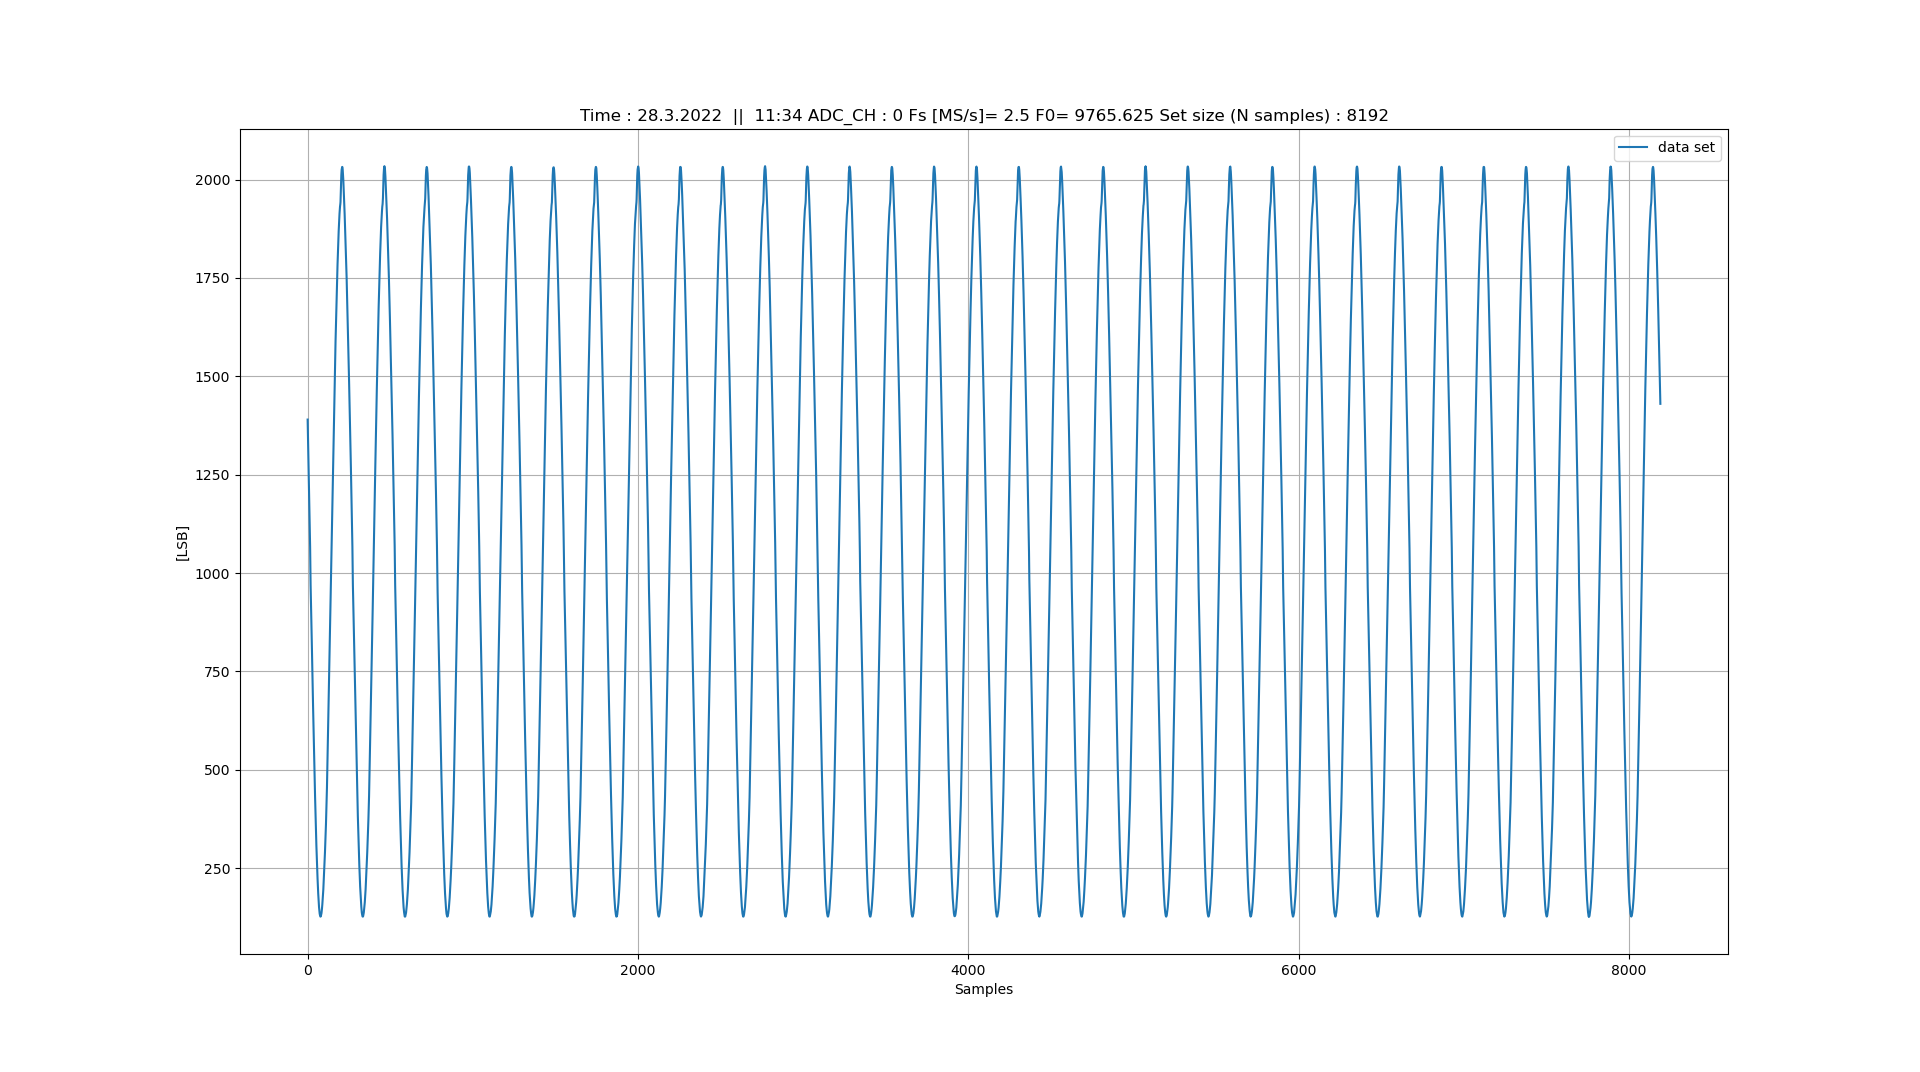 Time : 28.3.2022  ||  11:34 ADC_CH : 0 Fs [MS/s]= 2.5 F0= 9765.625 Set size (N samples) : 8192
data set
2000
1750
1500
1250
1000
750
500
250
[LSB]
0 2000 4000 6000 8000
Samples